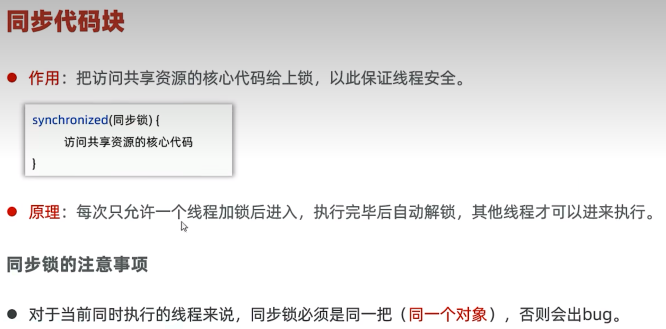 同步代码块
● 作用：把访问共享资源的核心代码给上锁，以此保证线程安全。
synchronized(同步锁) {
访问共享资源的核心代码
}
● 原理：每次只允许一个线程加锁后进入，执行完毕后自动解锁，其他线程才可以进来执行。
同步锁的注意事项
● 对于当前同时执行的线程来说，同步锁必须是同一把（同一个对象），否则会出bug。